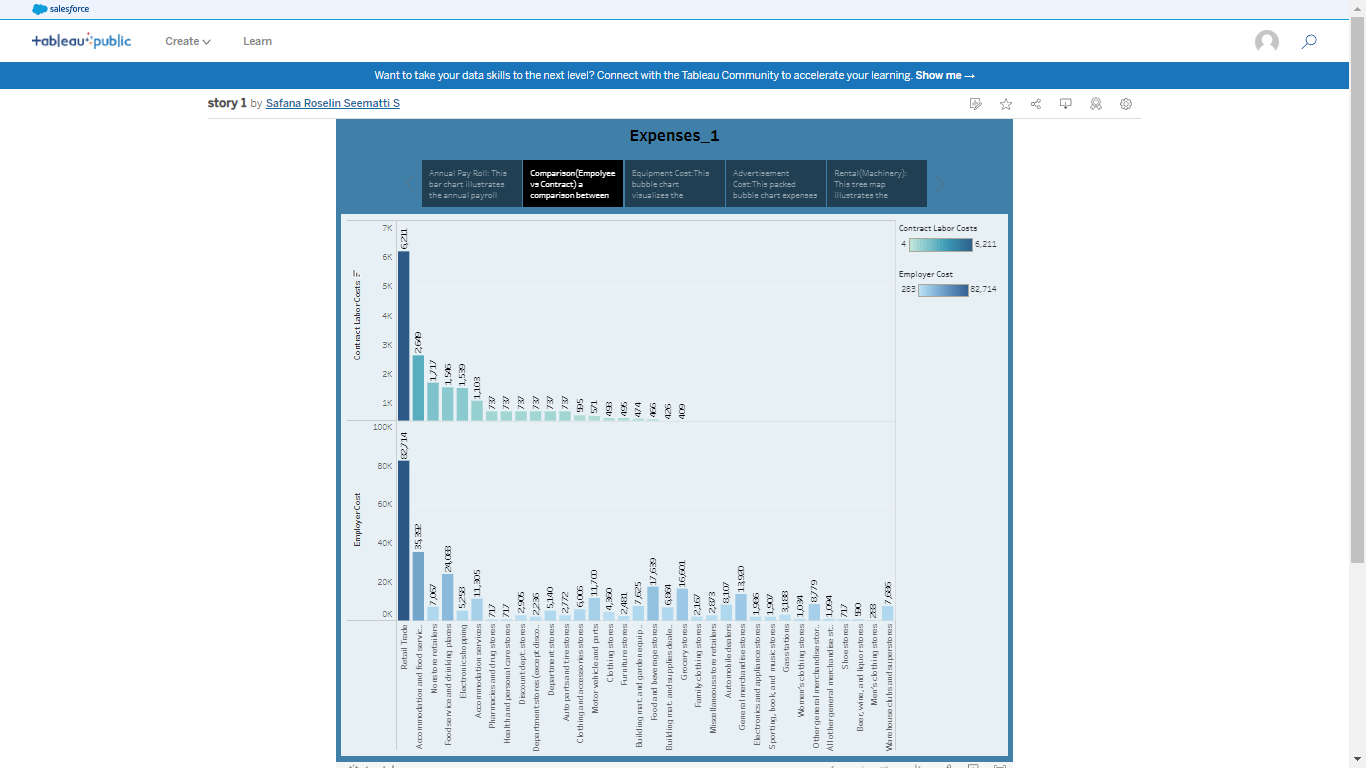 salesforce
+ableau public
Create
Learn
Want to take your data skills to the next level? Connect with the Tableau Community to accelerate your learning. Show me →
story 1 by Safana Roselin Seematti S
Expenses_1
Annual Pay Roll: This
bar chart illustrates
the annual payroll
Comparison(Empolyee
vs Contract) a
comparison between
Equipment Cost:This
bubble chart
visualizes the
Advertisement
Cost:This packed
bubble chart expenses
Rental(Machinery):
This tree map
illustrates the
Contract Labor Costs
7K
6K
5K
4K
3K
2K
1K
6,211
2,649
1,717
1,546
1,539
1,103
737
737
737
737
737
737
595
571
493
495
474
466
426
409
Contract Labor Costs
4
6,211
Employer Cost
283
82,714
Employer Cost
100K
80K
60K
40K
20K
0K
82,714
35,392
7,067
24,088
5,258
11,305
717
717
2,905
2,236
5,140
2,772
6,005
11,700
4,360
2,481
7,625
17,639
6,864
16,601
2,167
2,873
8,107
13,920
1,986
1,907
3,188
1,034
8,779
1,094
717
590
283
7,686
Retail Trade
Accommodation and food servic..
Nonstore retailers
Food service and drinking places
Electronic shopping
Accommodation services
Pharmacies and drug stores
Health and personal care stores
Discount dept. stores
Department stores (except disco..
Department stores
Auto parts and tire stores
Clothing and accessories stores
Motor vehicle and parts
Clothing stores
Furniture stores
Building mat. and garden equip..
Food and beverage stores
Building mat. and supplies deale..
Grocery stores
Family clothing stores
Miscellaneous store retailers
Automobile dealers
General merchandise stores
Electronics and appliance stores
Sporting, book, and music stores
Gas stations
Women's clothing stores
Other general merchandise stor..
All other general merchandise st..
Shoe stores
Beer, wine, and liquor stores
Men's clothing stores
Warehouse clubs and superstores